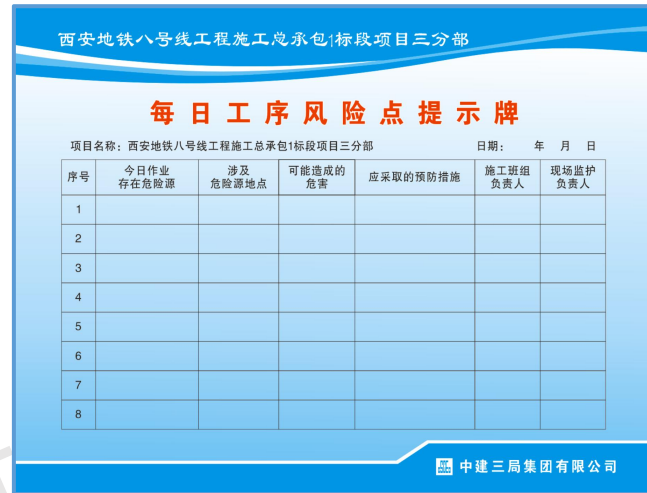 西安地铁八号线工程施工总承包1标段项目三分部
每日工序风险点提示牌
项目名称：西安地铁八号线工程施工总承包1标段项目三分部 日期： 年 月 日
序号 今日作业存在危险源 涉及危险源地点 可能造成的危害 应采取的预防措施 施工班组负责人 现场监护负责人
1
2
3
4
5
6
7
8
中建三局集团有限公司